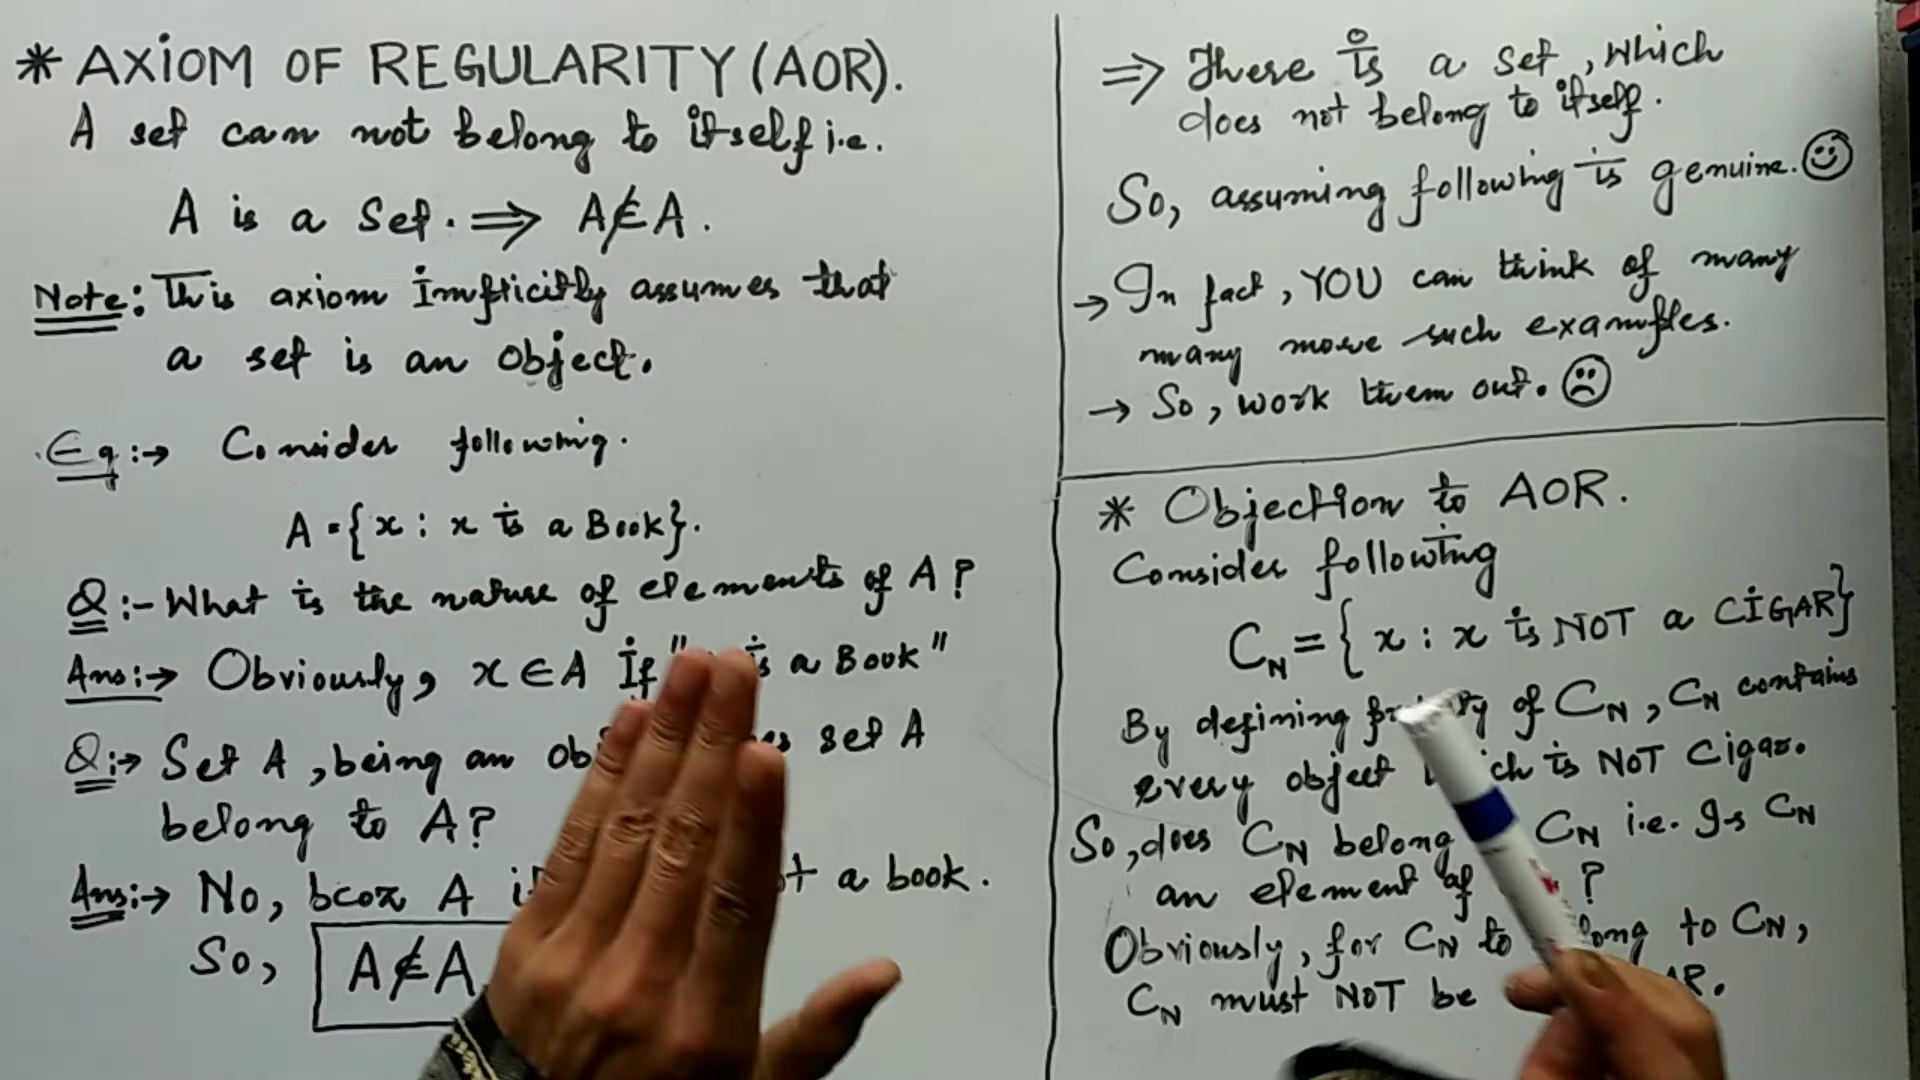 * AXIOM OF REGULARITY (AOR).
A set can not belong to itself i.e.
A is a Set. ⇒ A∉A.
Note: This axiom Implicitly assumes that
a set is an object.
Eg:→ Consider following.
A = {x : x is a Book}.
Q:- What is the nature of elements of A?
Ans:→ Obviously, x∈A If " is a Book"
Q:→ Set A, being an set A
belong to A?
Ans:→ No, bcoz A a book.
So, A∉A
⇒ There is a set, which
does not belong to itself.
So, assuming following is genuine. ☺
→ In fact, YOU can think of many
many more such examples.
→ So, work them out. ☹
* Objection to AOR.
Consider following
C_N = { x : x is NOT a CIGAR}
By defining of C_N, C_N contains
every object is NOT Cigar.
So, does C_N belong C_N i.e. Is C_N
an element of ?
Obviously, for C_N to to C_N,
C_N must NOT be